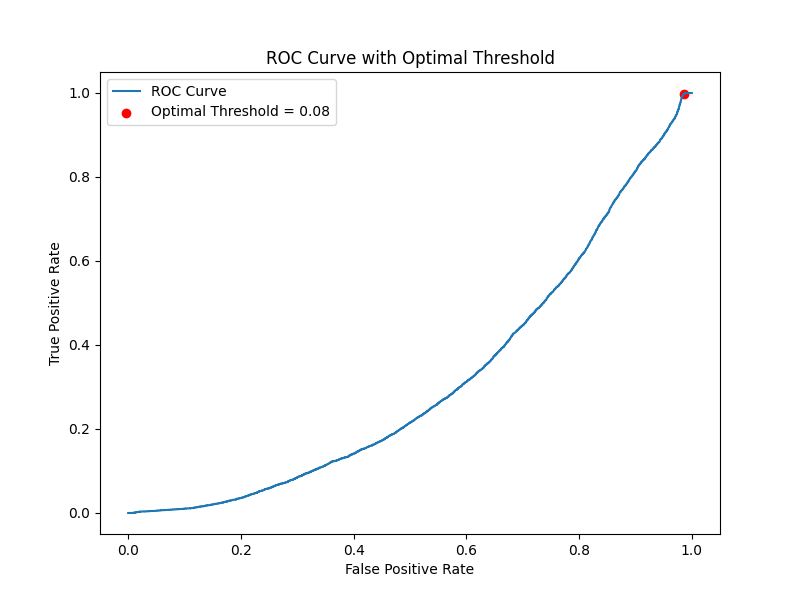 ROC Curve with Optimal Threshold
ROC Curve
Optimal Threshold = 0.08
True Positive Rate
1.0
0.8
0.6
0.4
0.2
0.0
0.0 0.2 0.4 0.6 0.8 1.0
False Positive Rate